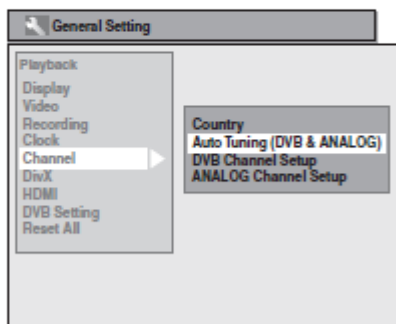 General Setting
Playback
Display
Video
Recording
Clock
Channel
DivX
HDMI
DVB Setting
Reset All
Country
Auto Tuning (DVB & ANALOG)
DVB Channel Setup
ANALOG Channel Setup